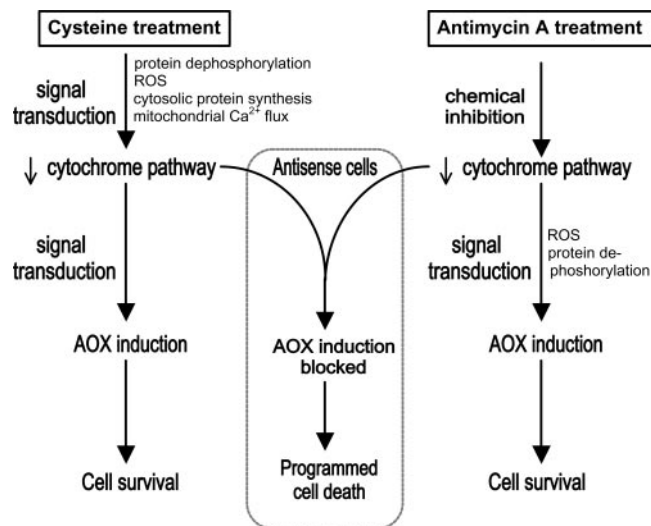 Cysteine treatment
signal
transduction
protein dephosphorylation
ROS
cytosolic protein synthesis
mitochondrial Ca²⁺ flux
↓ cytochrome pathway
signal
transduction
AOX induction
Cell survival
Antisense cells
AOX induction
blocked
Programmed
cell death
Antimycin A treatment
chemical
inhibition
↓ cytochrome pathway
signal
transduction
ROS
protein de-
phoshorylation
AOX induction
Cell survival